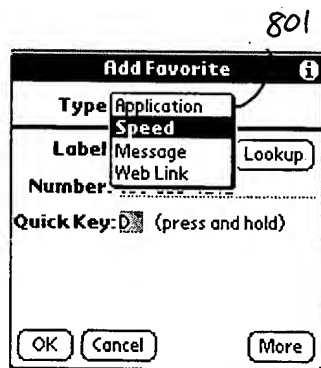 801
Add Favorite i
Type Application
Speed
Label Message Lookup
Web Link
Number:
Quick Key: D (press and hold)
OK Cancel More